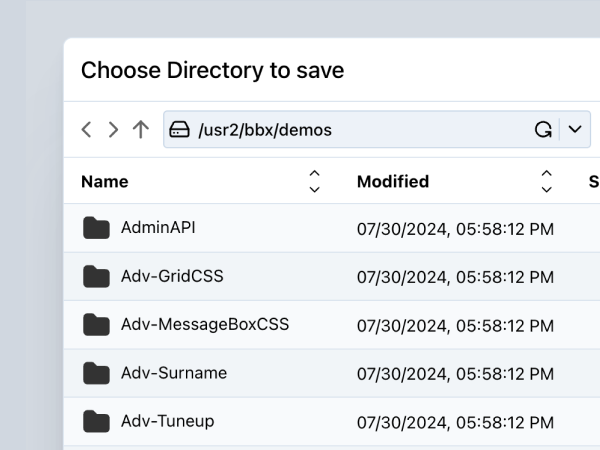 Choose Directory to save
/usr2/bbx/demos
Name Modified S
AdminAPI 07/30/2024, 05:58:12 PM
Adv-GridCSS 07/30/2024, 05:58:12 PM
Adv-MessageBoxCSS 07/30/2024, 05:58:12 PM
Adv-Surname 07/30/2024, 05:58:12 PM
Adv-Tuneup 07/30/2024, 05:58:12 PM